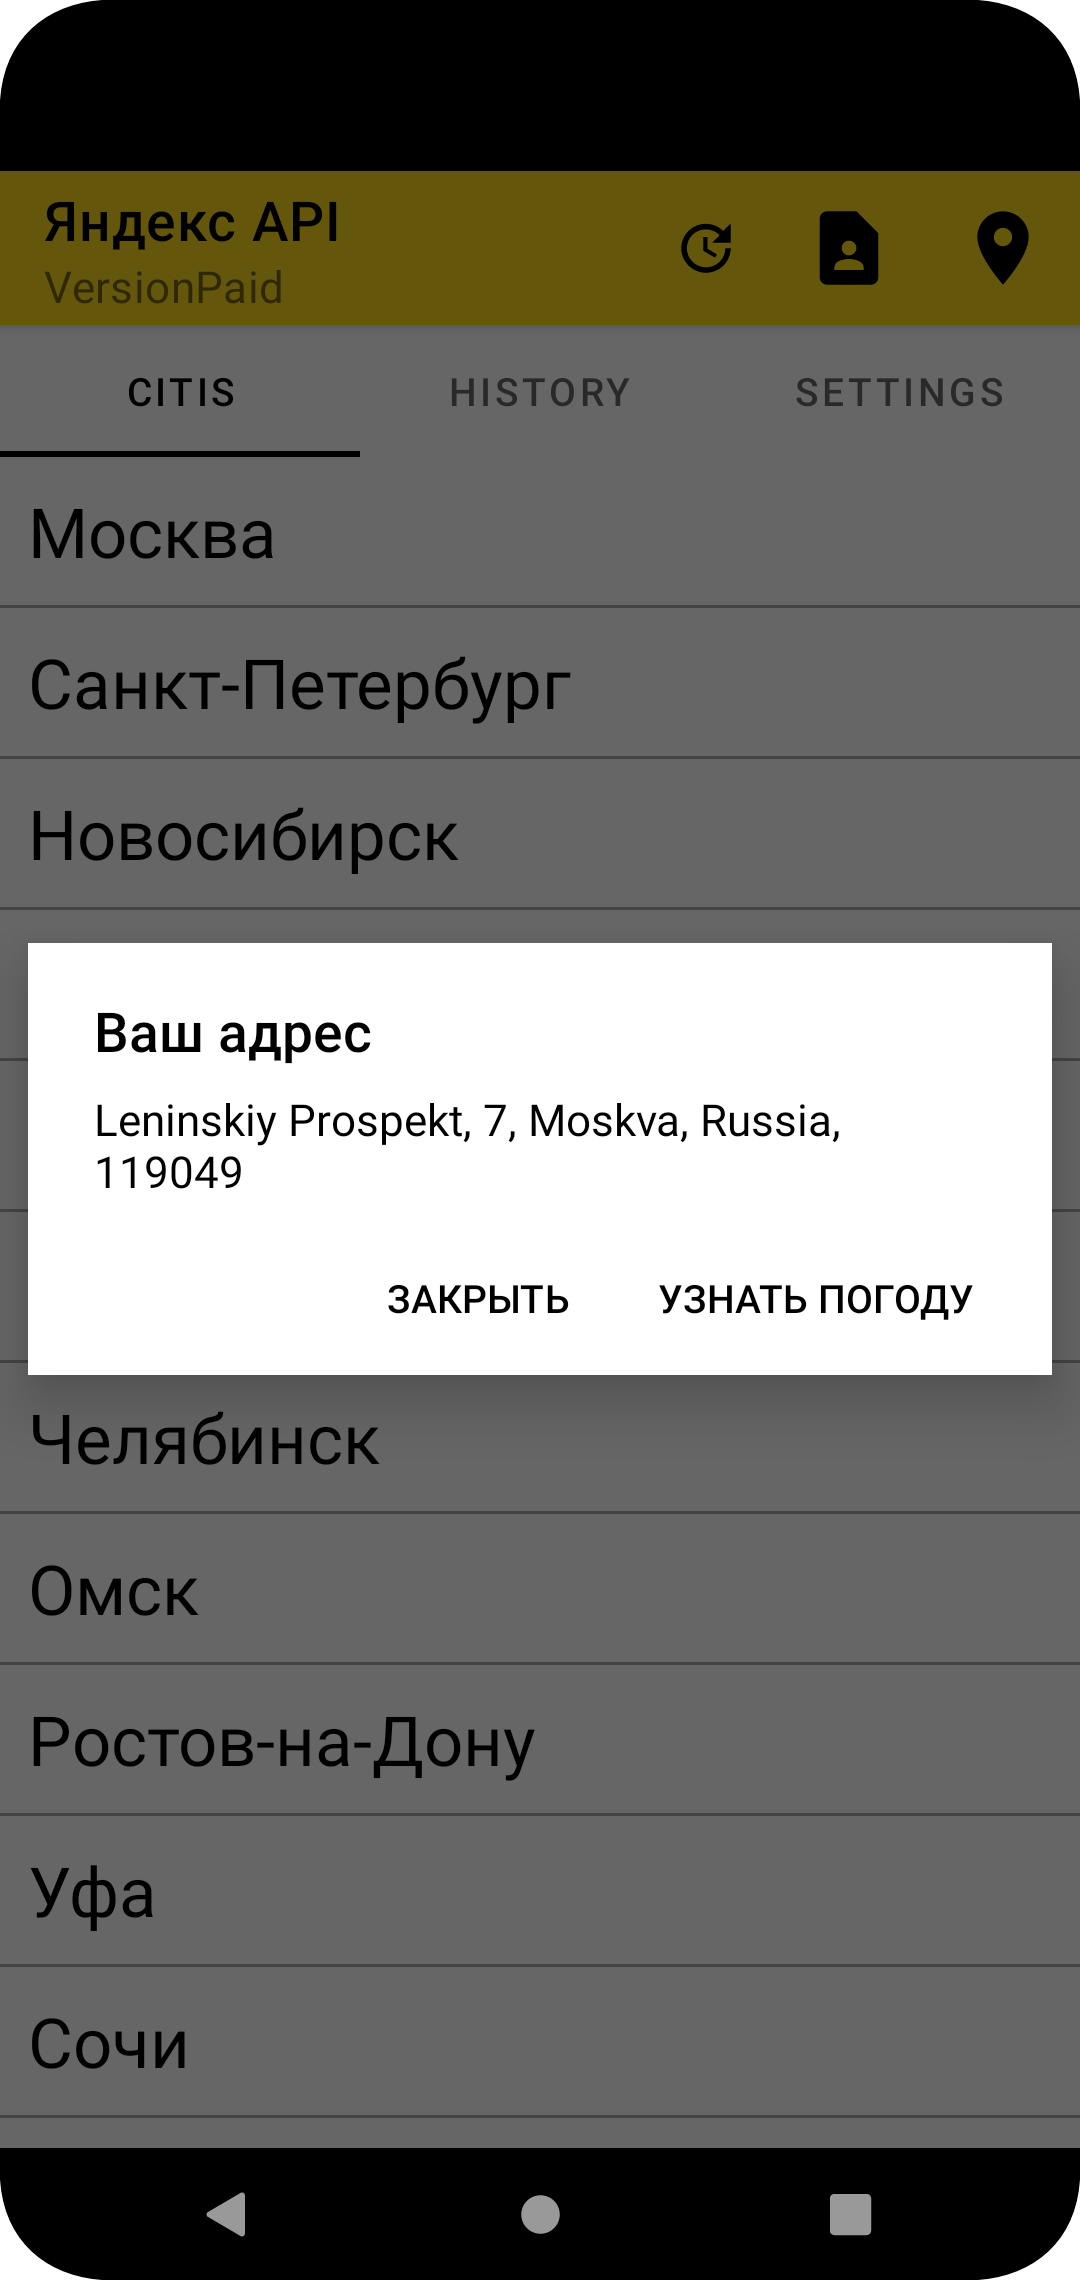 Яндекс API
VersionPaid
CITIS
HISTORY
SETTINGS
Москва
Санкт-Петербург
Новосибирск
Ваш адрес
Leninskiy Prospekt, 7, Moskva, Russia,
119049
ЗАКРЫТЬ
УЗНАТЬ ПОГОДУ
Челябинск
Омск
Ростов-на-Дону
Уфа
Сочи